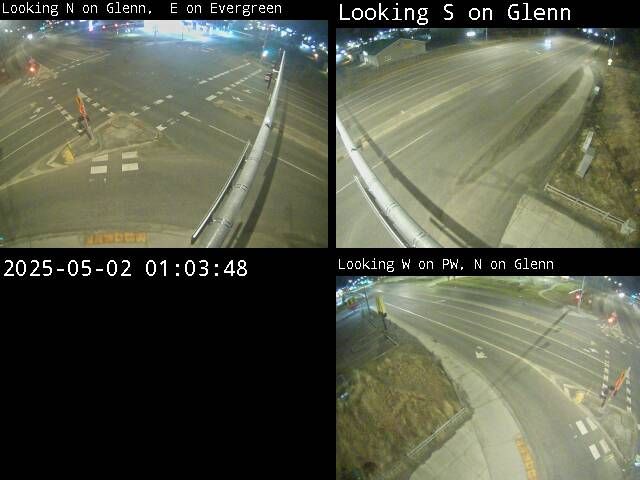 Looking N on Glenn,  E on Evergreen
Looking S on Glenn
2025-05-02 01:03:48
Looking W on PW, N on Glenn